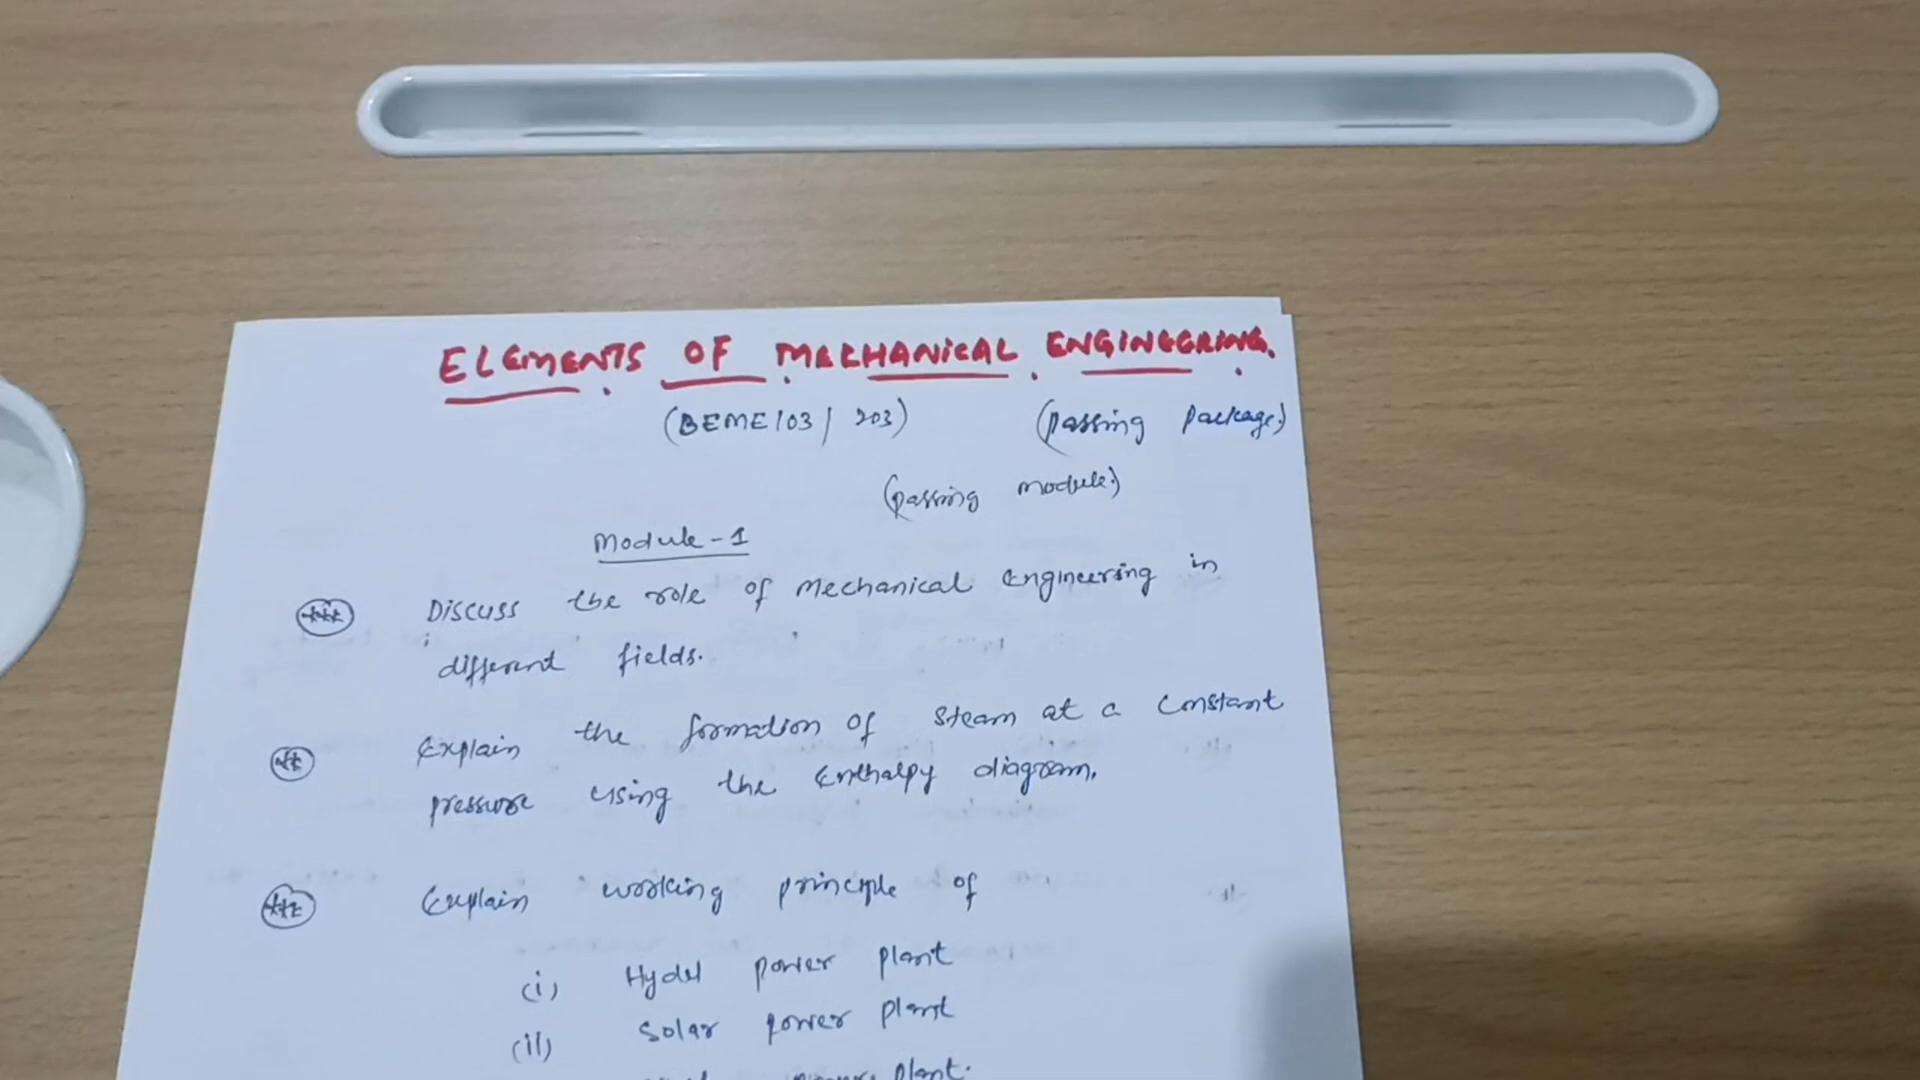 ELEMENTS OF MECHANICAL ENGINEERING.
(BEME103/203) (passing package)
(passing module)
Module-1
*** Discuss the role of Mechanical Engineering in
different fields.
** Explain the formation of steam at a constant
pressure using the Enthalpy diagram.
*** Explain working principle of
(i) Hydel power plant
(ii) Solar power plant
power plant.